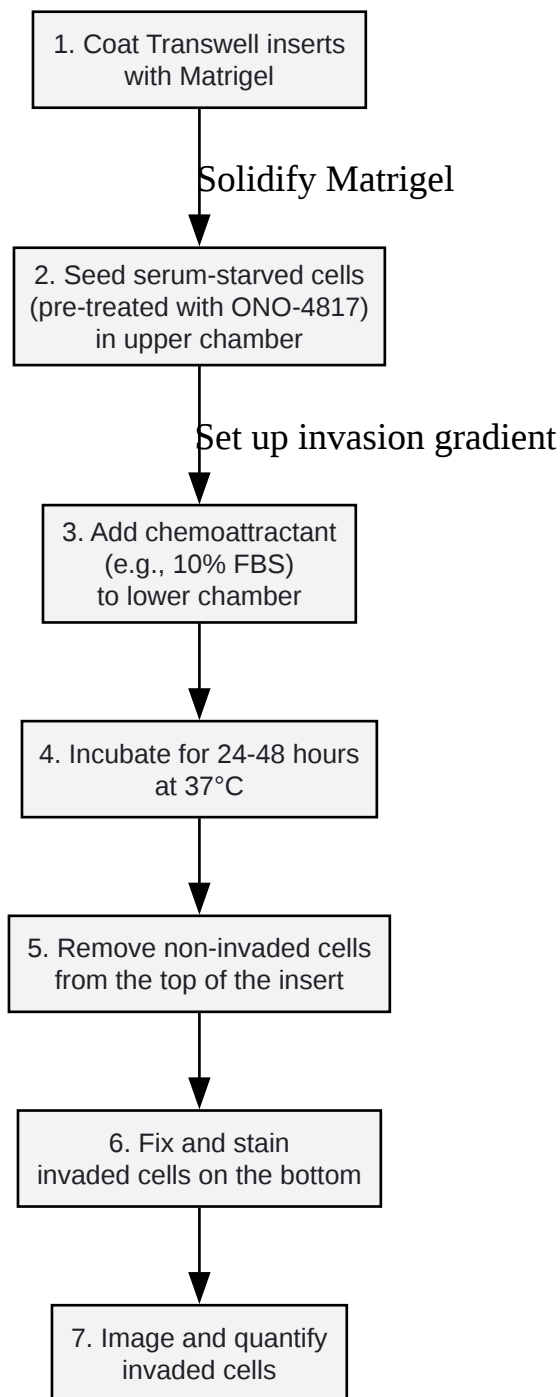 1. Coat Transwell inserts
with Matrigel
Solidify Matrigel
2. Seed serum-starved cells
(pre-treated with ONO-4817)
in upper chamber
Set up invasion gradient
3. Add chemoattractant
(e.g., 10% FBS)
to lower chamber
4. Incubate for 24-48 hours
at 37°C
5. Remove non-invaded cells
from the top of the insert
6. Fix and stain
invaded cells on the bottom
7. Image and quantify
invaded cells